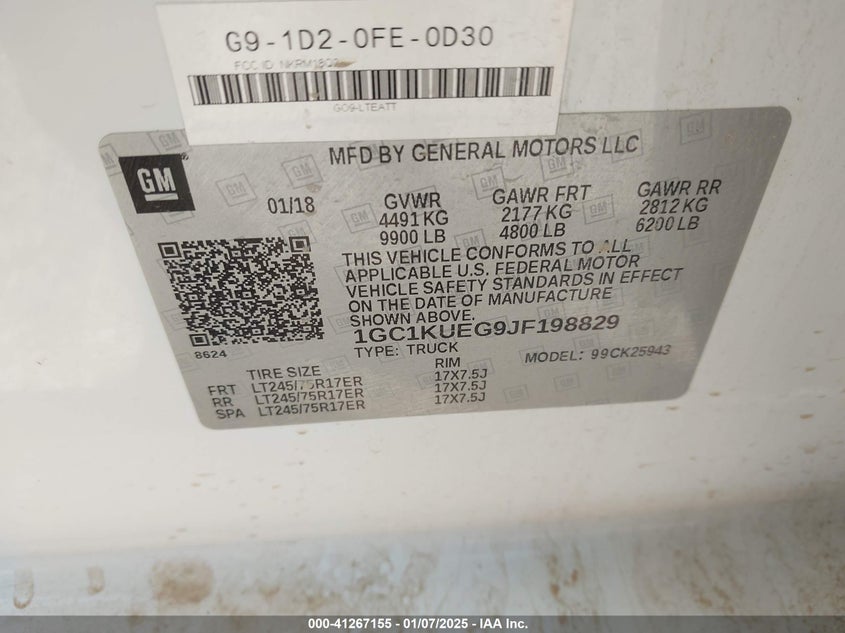 G9-1D2-0FE-0D30
FCC ID NKRM18Q2
GO9-LTEATT
GM
MFD BY GENERAL MOTORS LLC
01/18
GVWR
4491 KG
9900 LB
GAWR FRT
2177 KG
4800 LB
GAWR RR
2812 KG
6200 LB
THIS VEHICLE CONFORMS TO ALL
APPLICABLE U.S. FEDERAL MOTOR
VEHICLE SAFETY STANDARDS IN EFFECT
ON THE DATE OF MANUFACTURE
SHOWN ABOVE.
1GC1KUEG9JF198829
TYPE: TRUCK
MODEL: 99CK25943
8624
TIRE SIZE RIM
FRT LT245/75R17ER 17X7.5J
RR LT245/75R17ER 17X7.5J
SPA LT245/75R17ER 17X7.5J
000-41267155 - 01/07/2025 - IAA Inc.